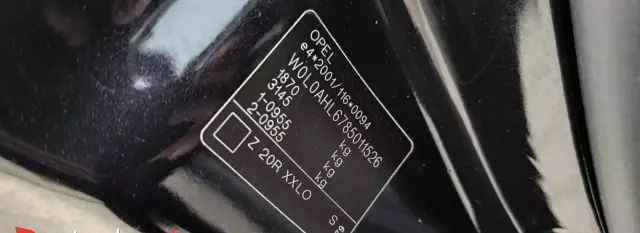 OPEL
e4*2001/116*0094
W0L0AHL6785011526
1870 kg
3145 kg
1-0955 kg
2-0955 kg
Z 20R XXLO